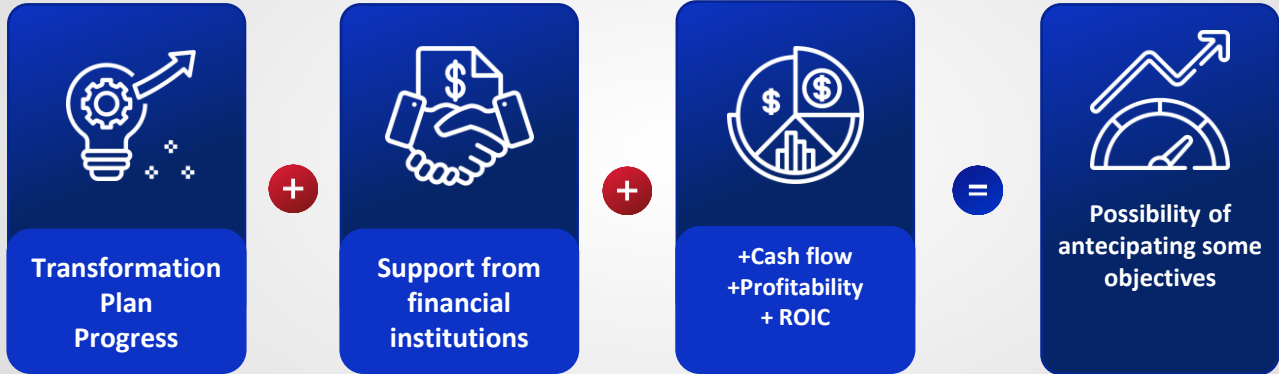 Transformation
Plan
Progress
+
Support from
financial
institutions
+
+Cash flow
+Profitability
+ ROIC
=
Possibility of
antecipating some
objectives